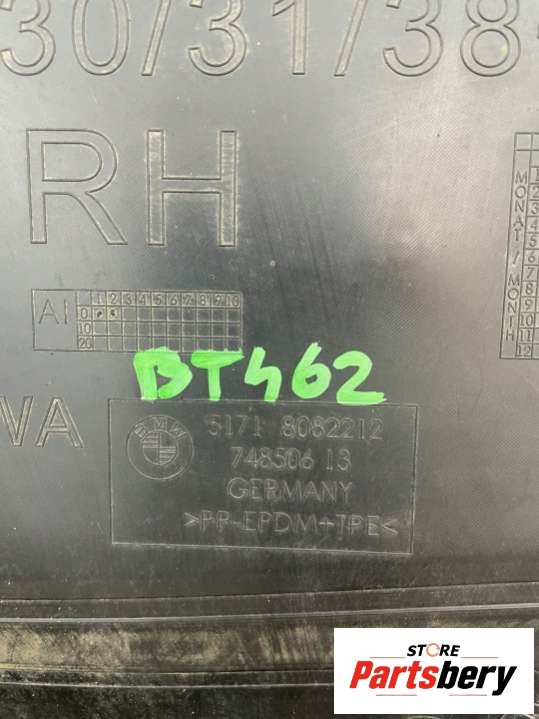 30/31/38
RH
MONAT/MONTH
1
2
3
4
5
6
7
8
9
10
11
12
AI
1 2 3 4 5 6 7 8 9 10
0
10
20
BT462
WA
BMW
5171 8082212
748506 13
GERMANY
>PP-EPDM+TPE<
STORE
Partsbery